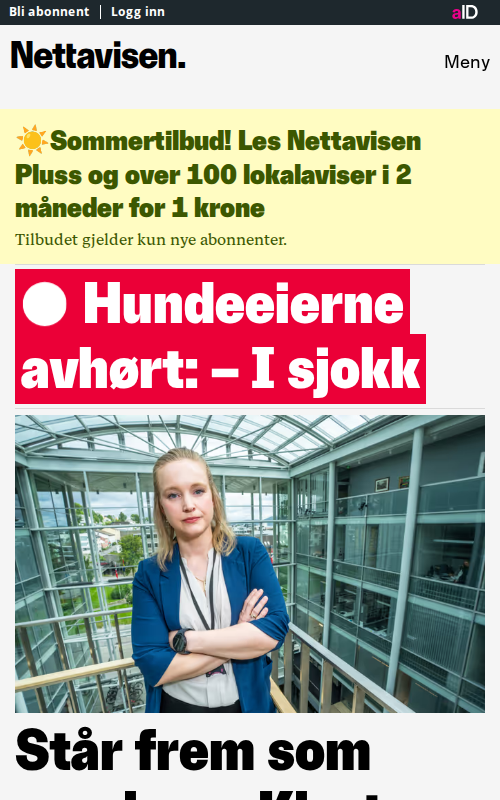 Bli abonnent
Logg inn
aID
Nettavisen.
Meny
Sommertilbud! Les Nettavisen
Pluss og over 100 lokalaviser i 2
måneder for 1 krone
Tilbudet gjelder kun nye abonnenter.
Hundeeierne
avhørt: – I sjokk
Står frem som